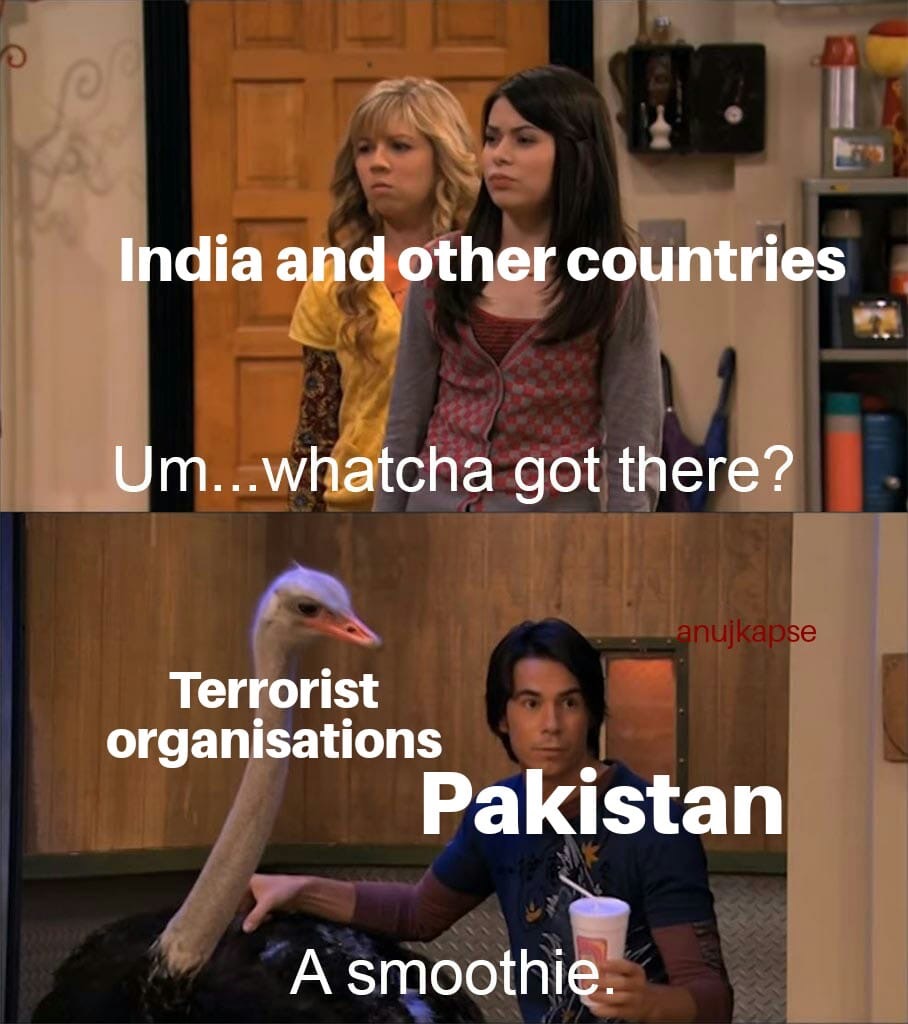 India and other countries
Um...whatcha got there?
anujkapse
Terrorist
organisations
Pakistan
A smoothie.